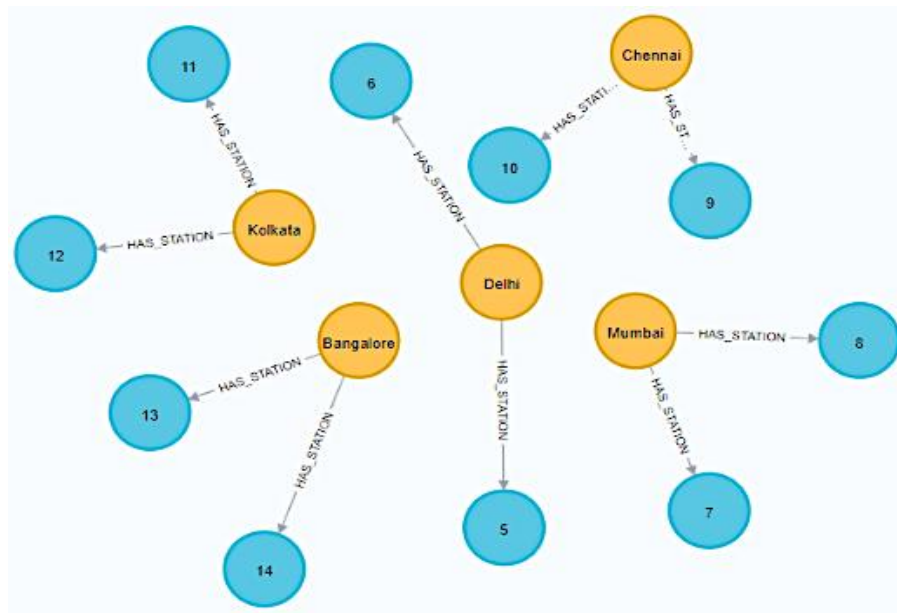 Chennai
11
6
HAS_STATI...
HAS_ST...
HAS_STATION
10
HAS_STATION
9
Kolkata
HAS_STATION
12
Delhi
Bangalore
Mumbai
HAS_STATION
8
HAS_STATION
HAS_STATION
HAS_STATION
13
HAS_STATION
7
5
14